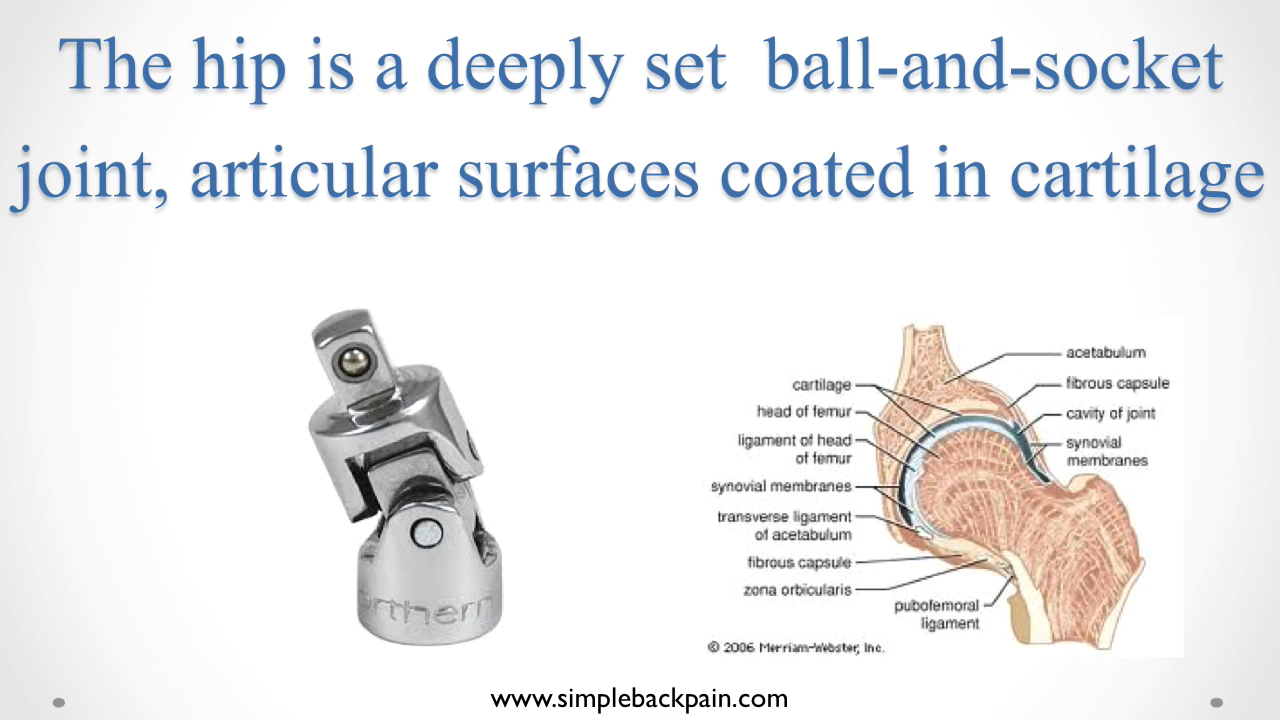 The hip is a deeply set ball-and-socket
joint, articular surfaces coated in cartilage
rthern
acetabulum
cartilage
fibrous capsule
head of femur
cavity of joint
ligament of head
of femur
synovial
membranes
synovial membranes
transverse ligament
of acetabulum
fibrous capsule
zona orbicularis
pubofemoral
ligament
© 2006 Merriam-Webster, Inc.
www.simplebackpain.com